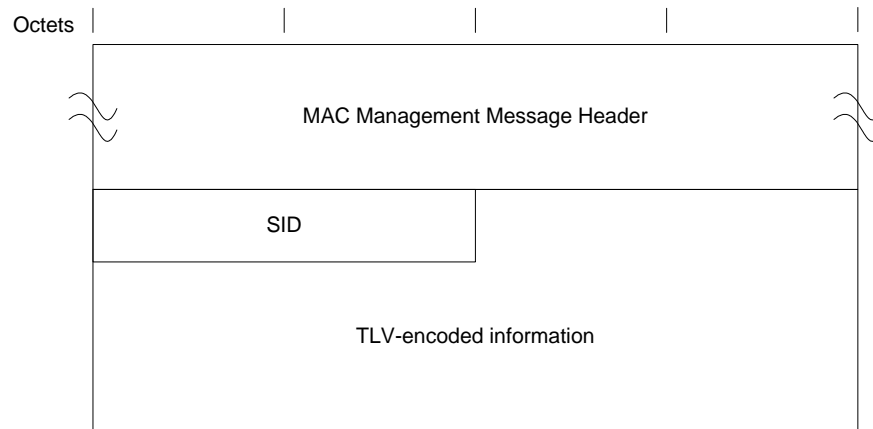 Octets
MAC Management Message Header
SID
TLV-encoded information